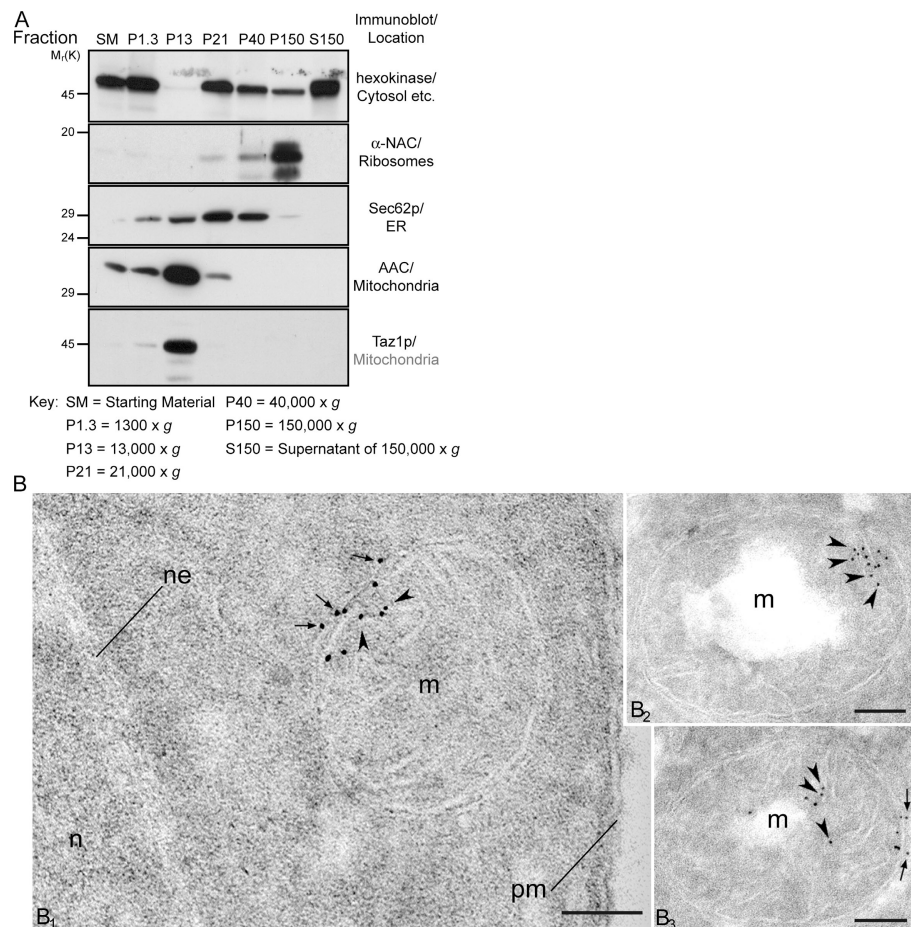 A
Fraction SM P1.3 P13 P21 P40 P150 S150 Immunoblot/
Location
Mr(K)
45
hexokinase/
Cytosol etc.
20
α-NAC/
Ribosomes
29
24
Sec62p/
ER
29
AAC/
Mitochondria
45
Taz1p/
Mitochondria
Key: SM = Starting Material P40 = 40,000 x g
P1.3 = 1300 x g P150 = 150,000 x g
P13 = 13,000 x g S150 = Supernatant of 150,000 x g
P21 = 21,000 x g
B
ne
m
n
pm
B1
m
B2
m
B3